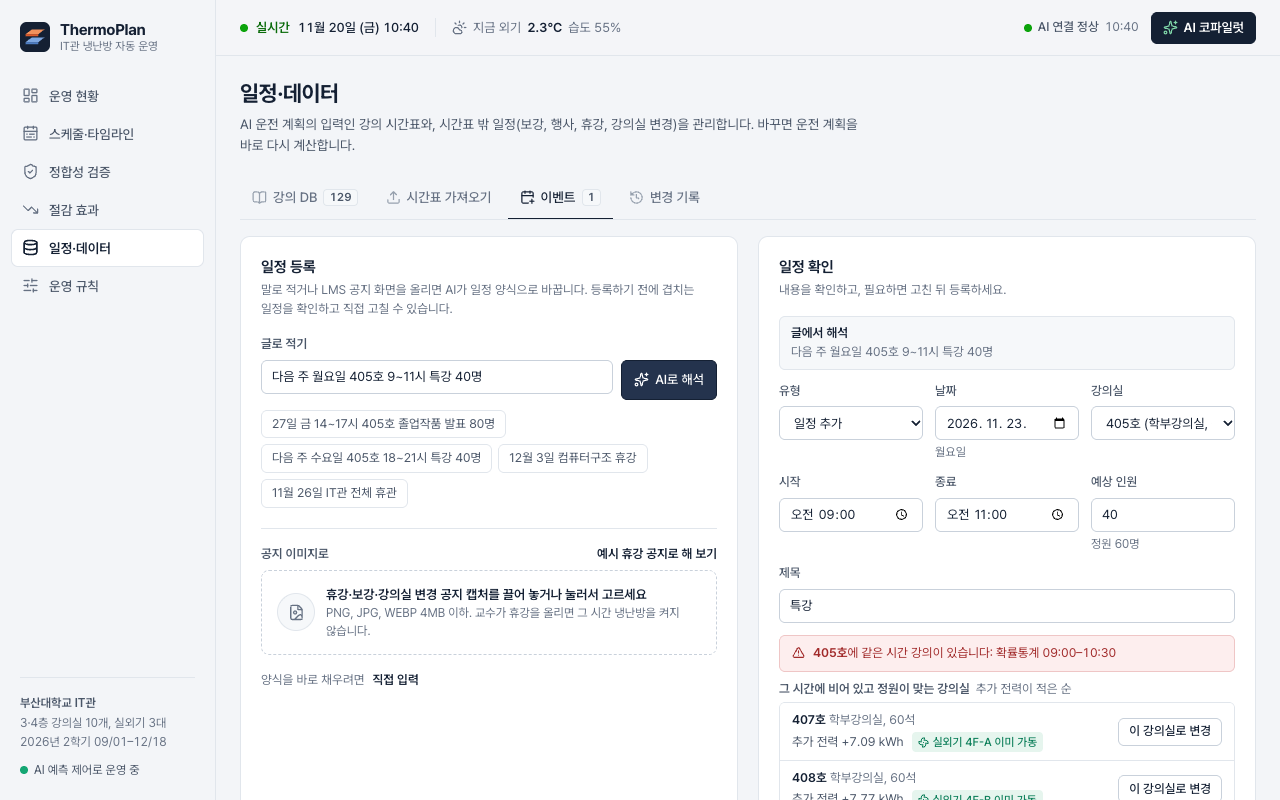 ThermoPlan
IT관 냉난방 자동 운영
운영 현황
스케줄·타임라인
정합성 검증
절감 효과
일정·데이터
운영 규칙
부산대학교 IT관
3·4층 강의실 10개, 실외기 3대
2026년 2학기 09/01–12/18
AI 예측 제어로 운영 중
실시간 11월 20일 (금) 10:40 지금 외기 2.3°C 습도 55%
AI 연결 정상 10:40 AI 코파일럿
일정·데이터
AI 운전 계획의 입력인 강의 시간표와, 시간표 밖 일정(보강, 행사, 휴강, 강의실 변경)을 관리합니다. 바꾸면 운전 계획을
바로 다시 계산합니다.
강의 DB 129 시간표 가져오기 이벤트 1 변경 기록
일정 등록
말로 적거나 LMS 공지 화면을 올리면 AI가 일정 양식으로 바꿉니다. 등록하기 전에 겹치는
일정을 확인하고 직접 고칠 수 있습니다.
글로 적기
다음 주 월요일 405호 9~11시 특강 40명 AI로 해석
27일 금 14~17시 405호 졸업작품 발표 80명
다음 주 수요일 405호 18~21시 특강 40명 12월 3일 컴퓨터구조 휴강
11월 26일 IT관 전체 휴관
공지 이미지로 예시 휴강 공지로 해 보기
휴강·보강·강의실 변경 공지 캡처를 끌어 놓거나 눌러서 고르세요
PNG, JPG, WEBP 4MB 이하. 교수가 휴강을 올리면 그 시간 냉난방을 켜지
않습니다.
양식을 바로 채우려면 직접 입력
일정 확인
내용을 확인하고, 필요하면 고친 뒤 등록하세요.
글에서 해석
다음 주 월요일 405호 9~11시 특강 40명
유형 날짜 강의실
일정 추가 2026. 11. 23. 405호 (학부강의실,
월요일
시작 종료 예상 인원
오전 09:00 오전 11:00 40
정원 60명
제목
특강
405호에 같은 시간 강의가 있습니다: 확률통계 09:00–10:30
그 시간에 비어 있고 정원이 맞는 강의실 추가 전력이 적은 순
407호 학부강의실, 60석
추가 전력 +7.09 kWh 실외기 4F-A 이미 가동 이 강의실로 변경
408호 학부강의실, 60석
추가 전력 +7.77 kWh 실외기 4F-B 이미 가동 이 강의실로 변경